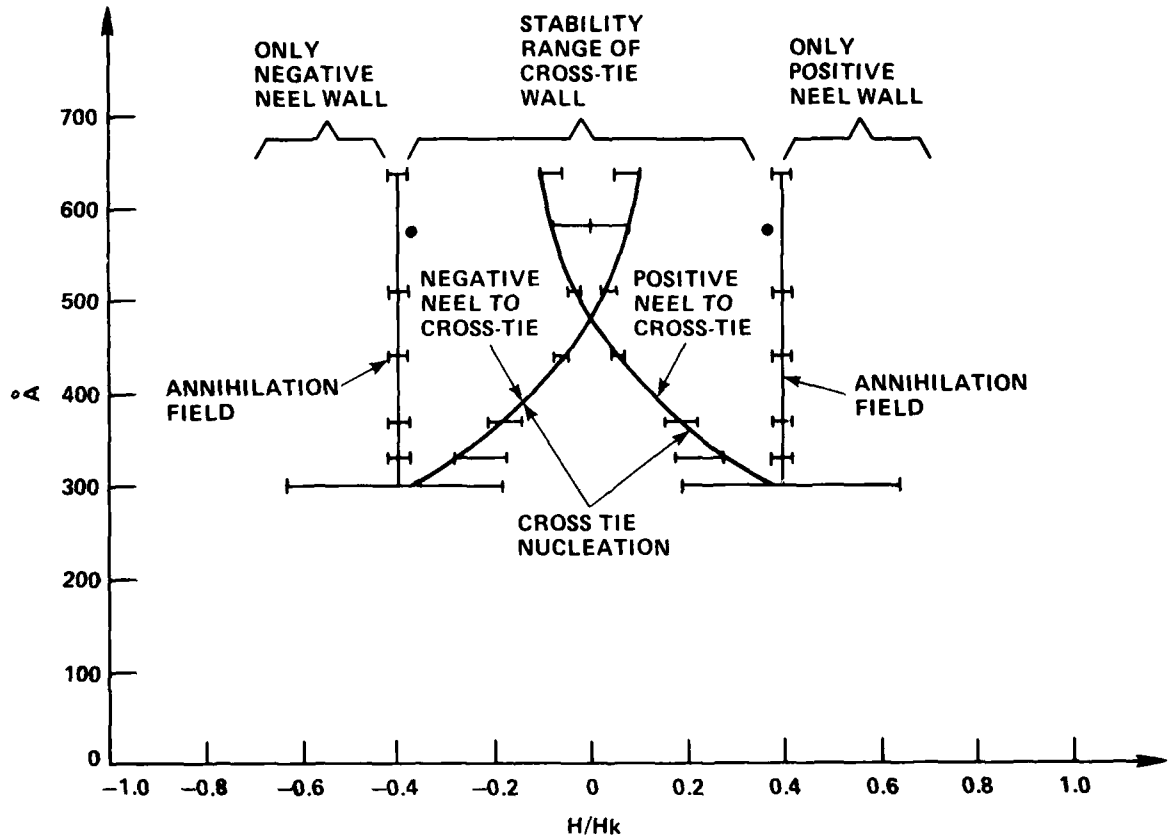 ONLY
NEGATIVE
NEEL WALL
STABILITY
RANGE OF
CROSS-TIE
WALL
ONLY
POSITIVE
NEEL WALL
700
600
500
400
300
200
100
0
Å
NEGATIVE
NEEL TO
CROSS-TIE
POSITIVE
NEEL TO
CROSS-TIE
ANNIHILATION
FIELD
ANNIHILATION
FIELD
CROSS TIE
NUCLEATION
−1.0 −0.8 −0.6 −0.4 −0.2 0 0.2 0.4 0.6 0.8 1.0
H/Hk